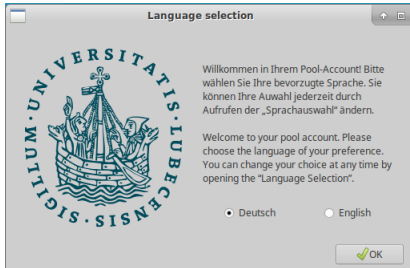 Language selection
SIGILLUM · UNIVERSITATIS · LUBECENSIS ·
Willkommen in Ihrem Pool-Account! Bitte
wählen Sie Ihre bevorzugte Sprache. Sie
können Ihre Auwahl jederzeit durch
Aufrufen der „Sprachauswahl“ ändern.
Welcome to your pool account. Please
choose the language of your preference.
You can change your choice at any time by
opening the “Language Selection”.
Deutsch
English
OK